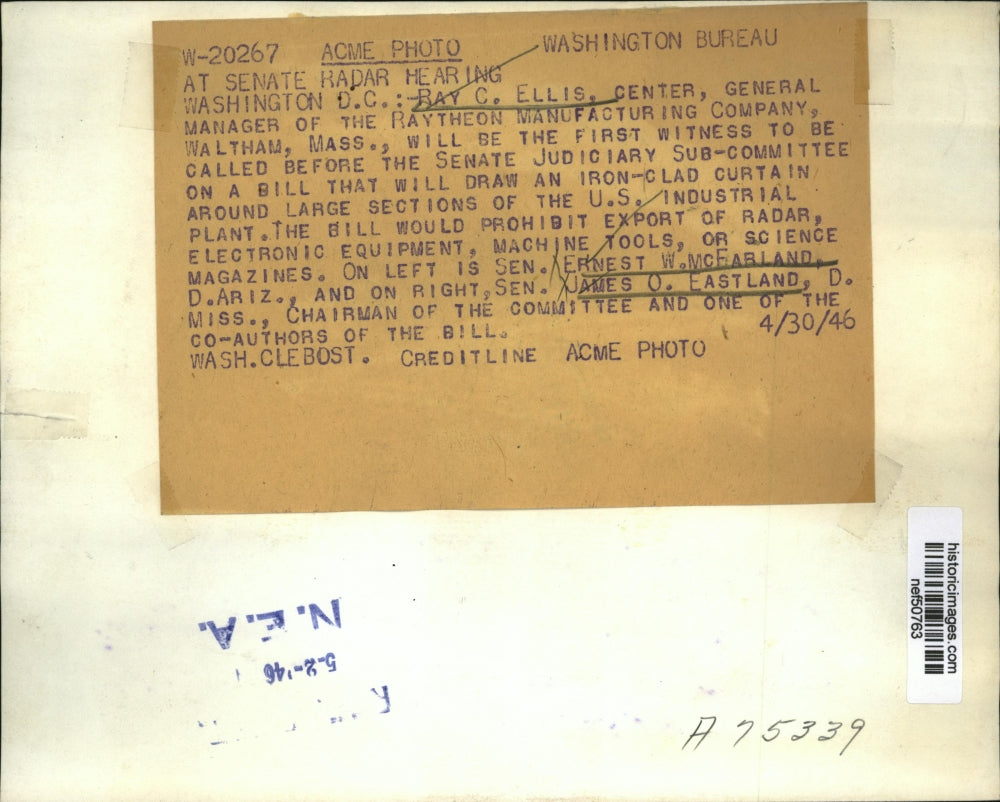 W-20267 ACME PHOTO WASHINGTON BUREAU
AT SENATE RADAR HEARING
WASHINGTON D.C.: RAY C. ELLIS, CENTER, GENERAL
MANAGER OF THE RAYTHEON MANUFACTURING COMPANY,
WALTHAM, MASS., WILL BE THE FIRST WITNESS TO BE
CALLED BEFORE THE SENATE JUDICIARY SUB-COMMITTEE
ON A BILL THAT WILL DRAW AN IRON-CLAD CURTAIN
AROUND LARGE SECTIONS OF THE U.S. INDUSTRIAL
PLANT.THE BILL WOULD PROHIBIT EXPORT OF RADAR,
ELECTRONIC EQUIPMENT, MACHINE TOOLS, OR SCIENCE
MAGAZINES. ON LEFT IS SEN. ERNEST W.MCFARLAND,
D.ARIZ., AND ON RIGHT, SEN. JAMES O. EASTLAND, D.
MISS., CHAIRMAN OF THE COMMITTEE AND ONE OF THE
CO-AUTHORS OF THE BILL.
4/30/46
WASH.CLEBOST. CREDITLINE ACME PHOTO
historicimages.com
nef50763
N.E.A.
5-2-'46
A 75339